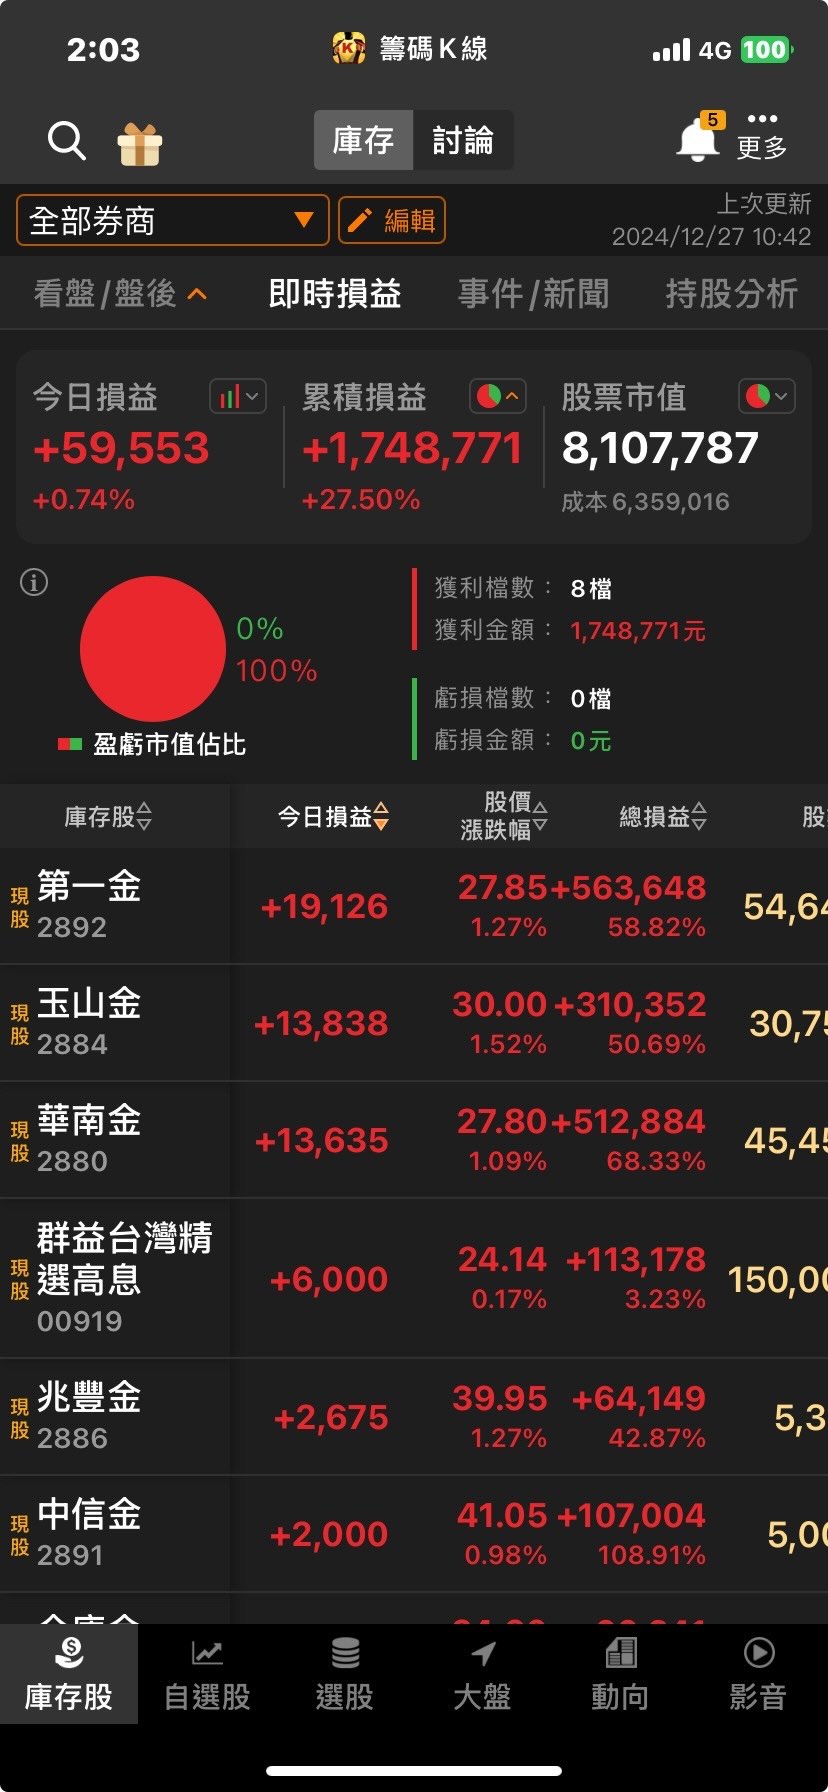 2:03 籌碼K線 4G 100
庫存 討論 5 更多
全部券商 編輯 上次更新
2024/12/27 10:42
看盤/盤後 即時損益 事件/新聞 持股分析
今日損益 累積損益 股票市值
+59,553 +1,748,771 8,107,787
+0.74% +27.50% 成本 6,359,016
獲利檔數： 8檔
0% 獲利金額： 1,748,771元
100%
虧損檔數： 0檔
盈虧市值佔比 虧損金額： 0元
庫存股 今日損益 股價 漲跌幅 總損益
現股 第一金 2892 +19,126 27.85 +563,648 54,64
1.27% 58.82%
現股 玉山金 2884 +13,838 30.00 +310,352 30,75
1.52% 50.69%
現股 華南金 2880 +13,635 27.80 +512,884 45,45
1.09% 68.33%
現股 群益台灣精選高息 00919 +6,000 24.14 +113,178 150,00
0.17% 3.23%
現股 兆豐金 2886 +2,675 39.95 +64,149 5,3
1.27% 42.87%
現股 中信金 2891 +2,000 41.05 +107,004 5,00
0.98% 108.91%
庫存股 自選股 選股 大盤 動向 影音